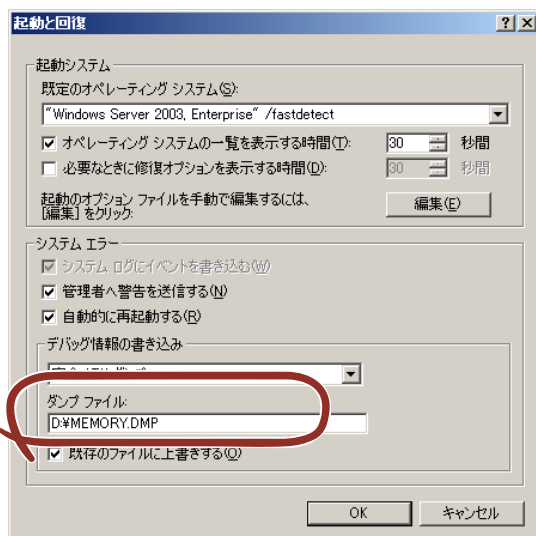 起動と回復
起動システム
既定のオペレーティング システム(S):
"Windows Server 2003, Enterprise" /fastdetect
オペレーティング システムの一覧を表示する時間(T):
30
秒間
必要なときに修復オプションを表示する時間(D):
30
秒間
起動のオプション ファイルを手動で編集するには、
[編集] をクリック:
編集(E)
システム エラー
システム ログにイベントを書き込む(W)
管理者へ警告を送信する(N)
自動的に再起動する(R)
デバッグ情報の書き込み
ダンプ ファイル:
D:¥MEMORY.DMP
既存のファイルに上書きする(O)
OK
キャンセル